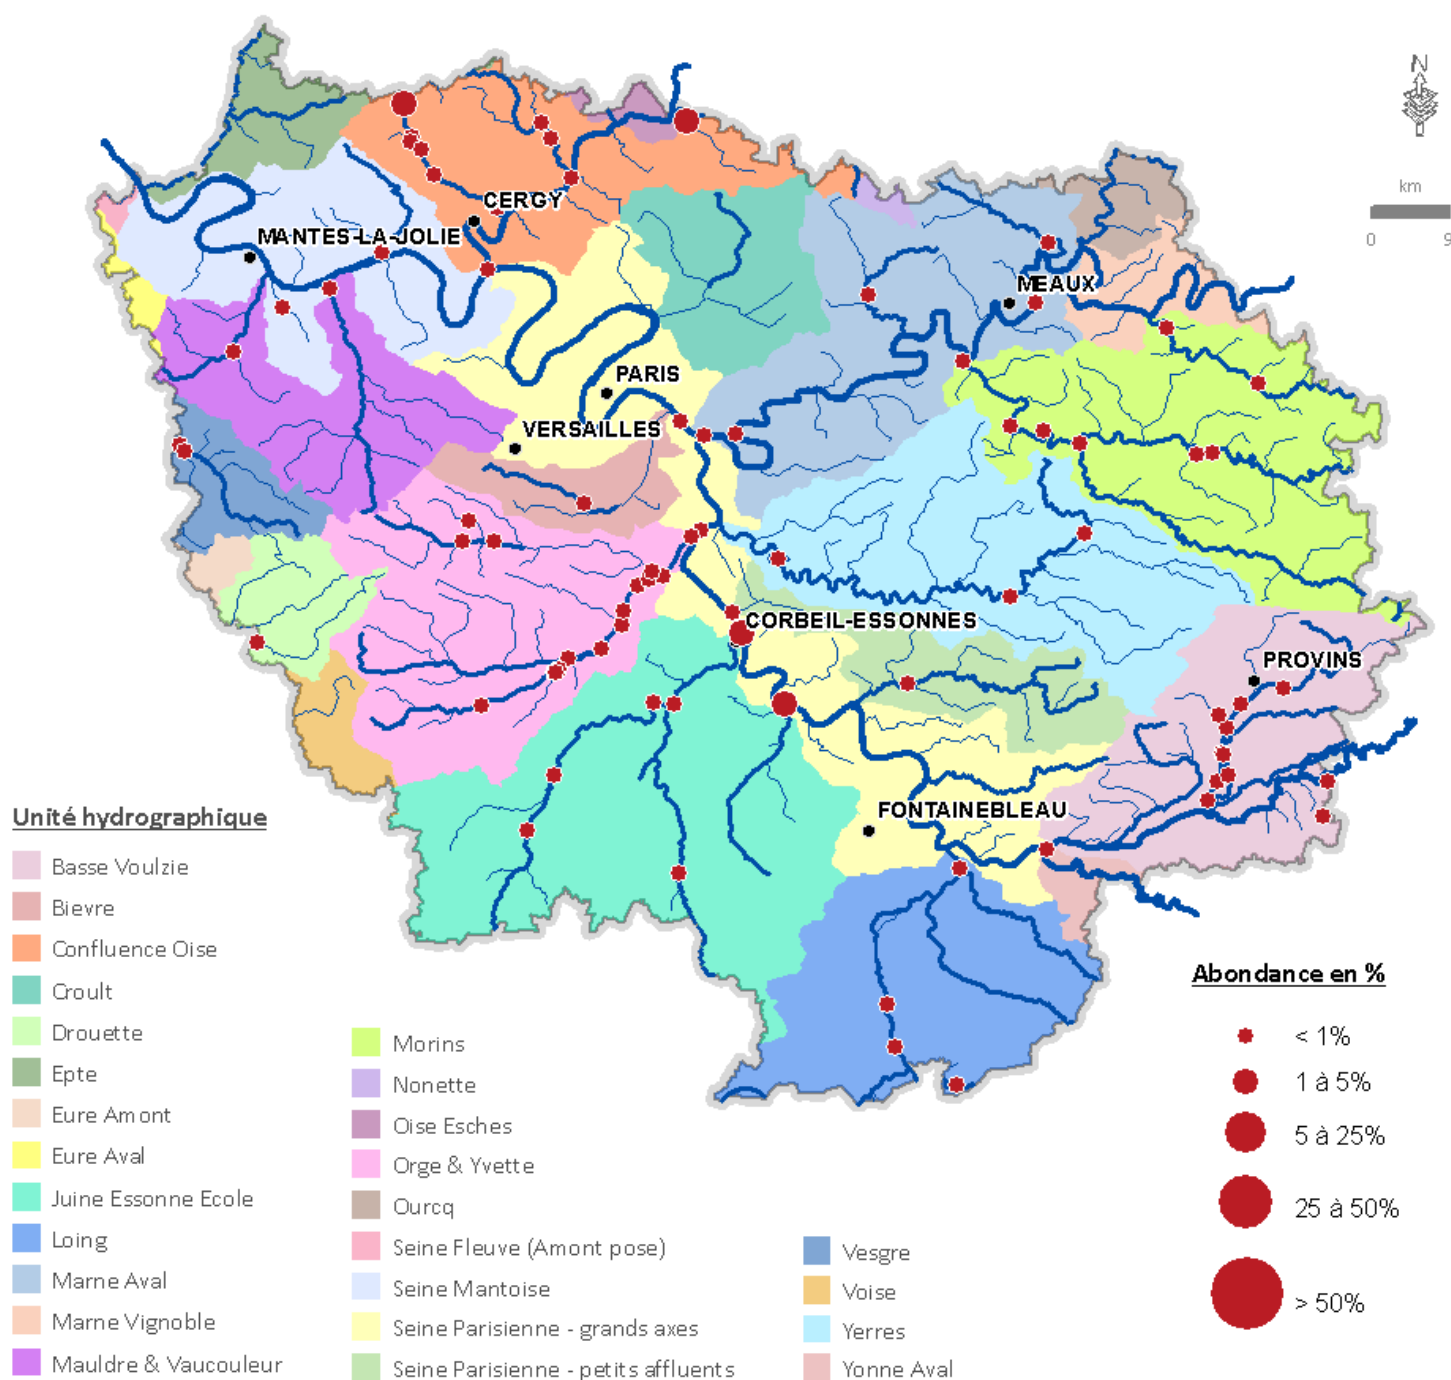 N
km
0 9
CERGY
MANTES-LA-JOLIE
MEAUX
PARIS
VERSAILLES
CORBEIL-ESSONNES
PROVINS
FONTAINEBLEAU
Unité hydrographique
Basse Voulzie
Bievre
Confluence Oise
Croult
Drouette
Epte
Eure Amont
Eure Aval
Juine Essonne Ecole
Loing
Marne Aval
Marne Vignoble
Mauldre & Vaucouleur
Morins
Nonette
Oise Esches
Orge & Yvette
Ourcq
Seine Fleuve (Amont pose)
Seine Mantoise
Seine Parisienne - grands axes
Seine Parisienne - petits affluents
Vesgre
Voise
Yerres
Yonne Aval
Abondance en %
< 1%
1 à 5%
5 à 25%
25 à 50%
> 50%